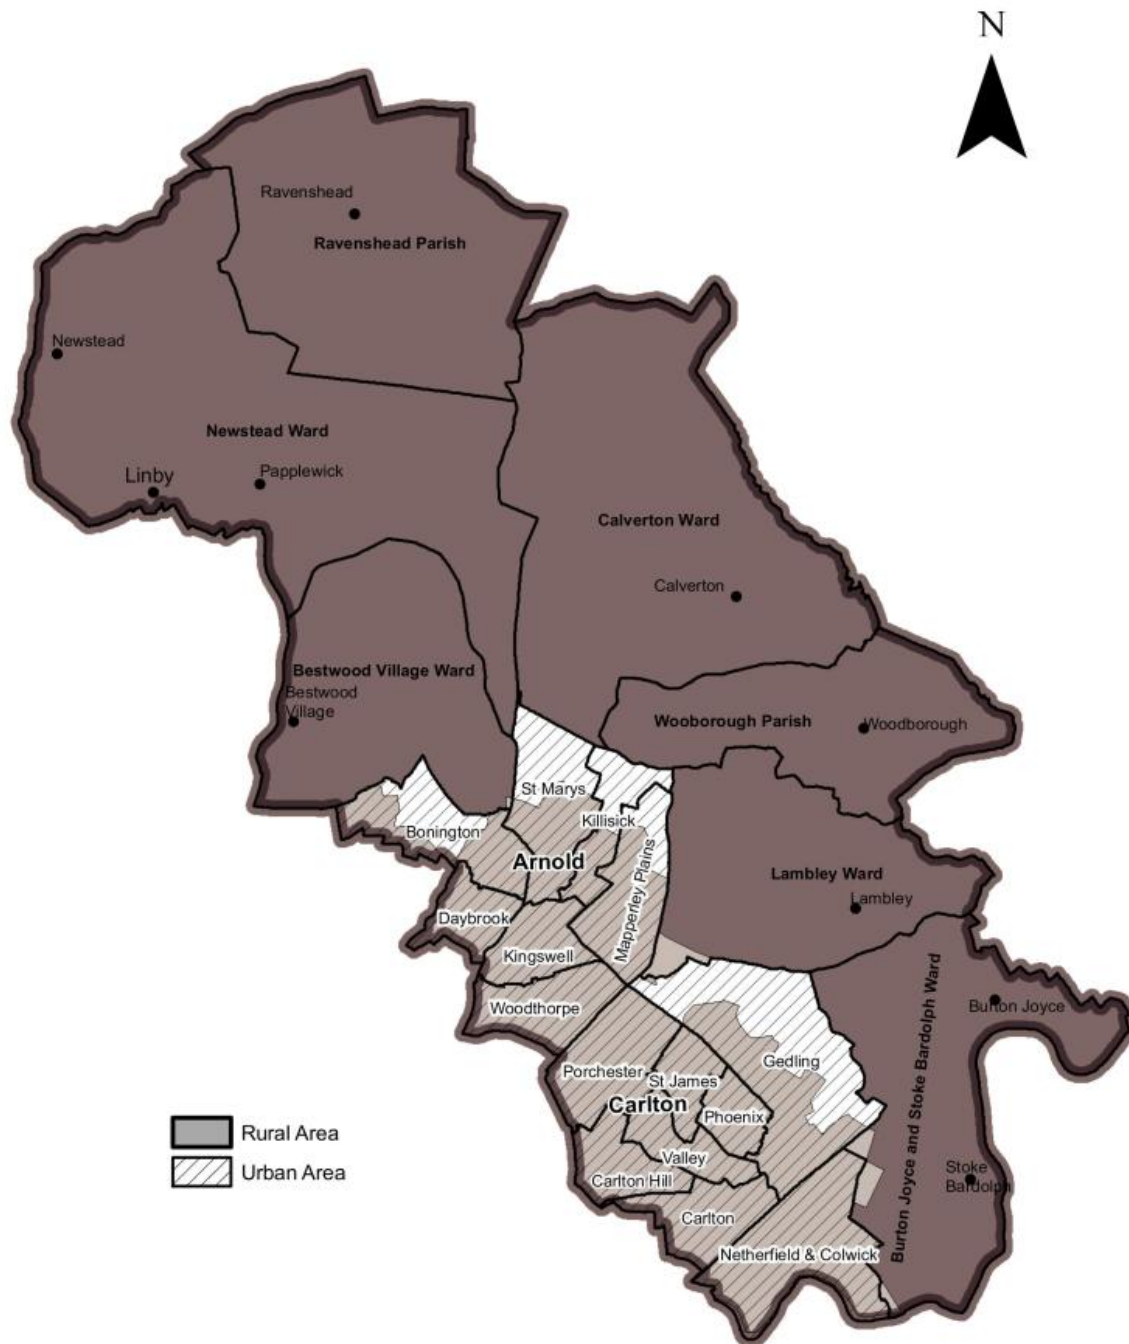 N
Ravenshead
Ravenshead Parish
Newstead
Newstead Ward
Linby
Papplewick
Calverton Ward
Calverton
Bestwood Village Ward
Bestwood
Village
Wooborough Parish
Woodborough
St Marys
Killisick
Bonington
Arnold
Mapperley Plains
Lambley Ward
Lambley
Daybrook
Kingswell
Woodthorpe
Burton Joyce
Burton Joyce and Stoke Bardolph Ward
Gedling
Porchester
St James
Carlton
Phoenix
Valley
Carlton Hill
Carlton
Netherfield & Colwick
Stoke
Bardolph
Rural Area
Urban Area